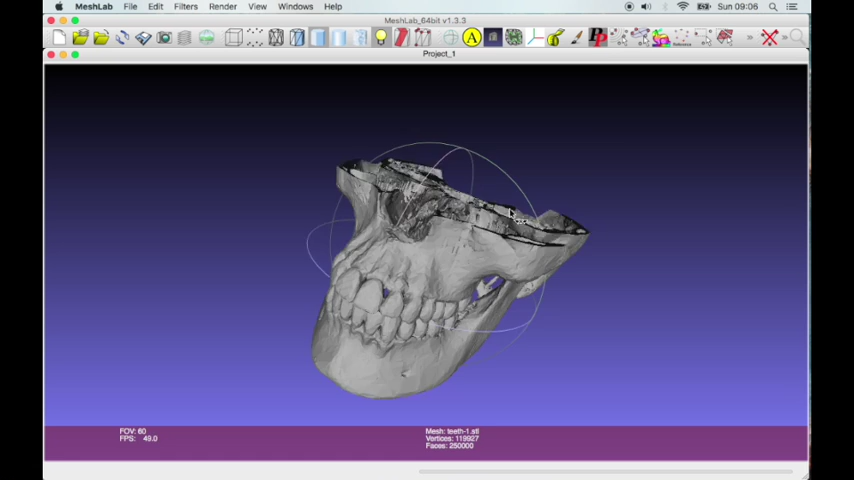 MeshLab File Edit Filters Render View Windows Help Sun 09:06
MeshLab_64bit v1.3.3
Project_1
FOV: 60
FPS: 49.0
Mesh: teeth-1.stl
Vertices: 119927
Faces: 250000